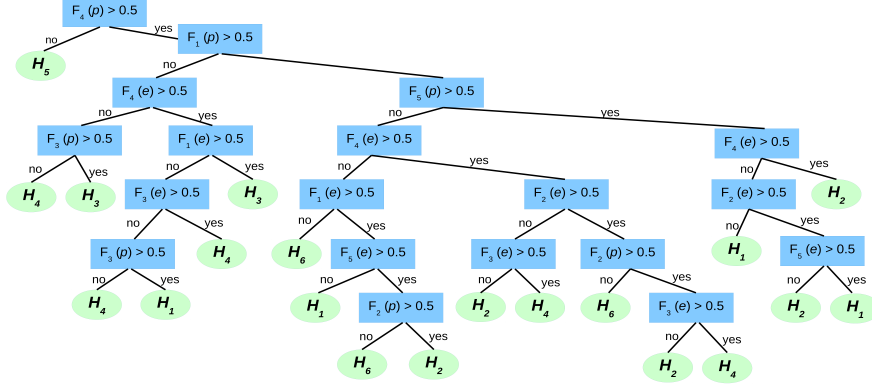 F4 (p) > 0.5
no
yes
F1 (p) > 0.5
H5
no
F4 (e) > 0.5
F5 (p) > 0.5
no
yes
no
yes
F3 (p) > 0.5
F1 (e) > 0.5
F4 (e) > 0.5
F4 (e) > 0.5
no
yes
no
yes
no
yes
no
yes
H4
H3
F3 (e) > 0.5
H3
F1 (e) > 0.5
F2 (e) > 0.5
F2 (e) > 0.5
H2
no
yes
no
yes
no
yes
no
yes
F3 (p) > 0.5
H4
H6
F5 (e) > 0.5
F3 (e) > 0.5
F2 (p) > 0.5
H1
F5 (e) > 0.5
no
yes
no
yes
no
yes
no
yes
no
yes
H4
H1
H1
F2 (p) > 0.5
H2
H4
H6
F3 (e) > 0.5
H2
H1
no
yes
no
yes
H6
H2
H2
H4